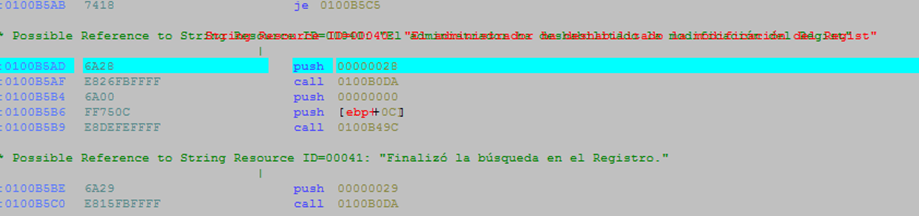 :0100B5AB 7418 je 0100B5C5
* Possible Reference to String Resource ID=00040: "El administrador ha deshabilitado la modificación del Regist"
|
:0100B5AD 6A28 push 00000028
:0100B5AF E826FBFFFF call 0100B0DA
:0100B5B4 6A00 push 00000000
:0100B5B6 FF750C push [ebp+0C]
:0100B5B9 E8DEFEFFFF call 0100B49C
* Possible Reference to String Resource ID=00041: "Finalizó la búsqueda en el Registro."
|
:0100B5BE 6A29 push 00000029
:0100B5C0 E815FBFFFF call 0100B0DA